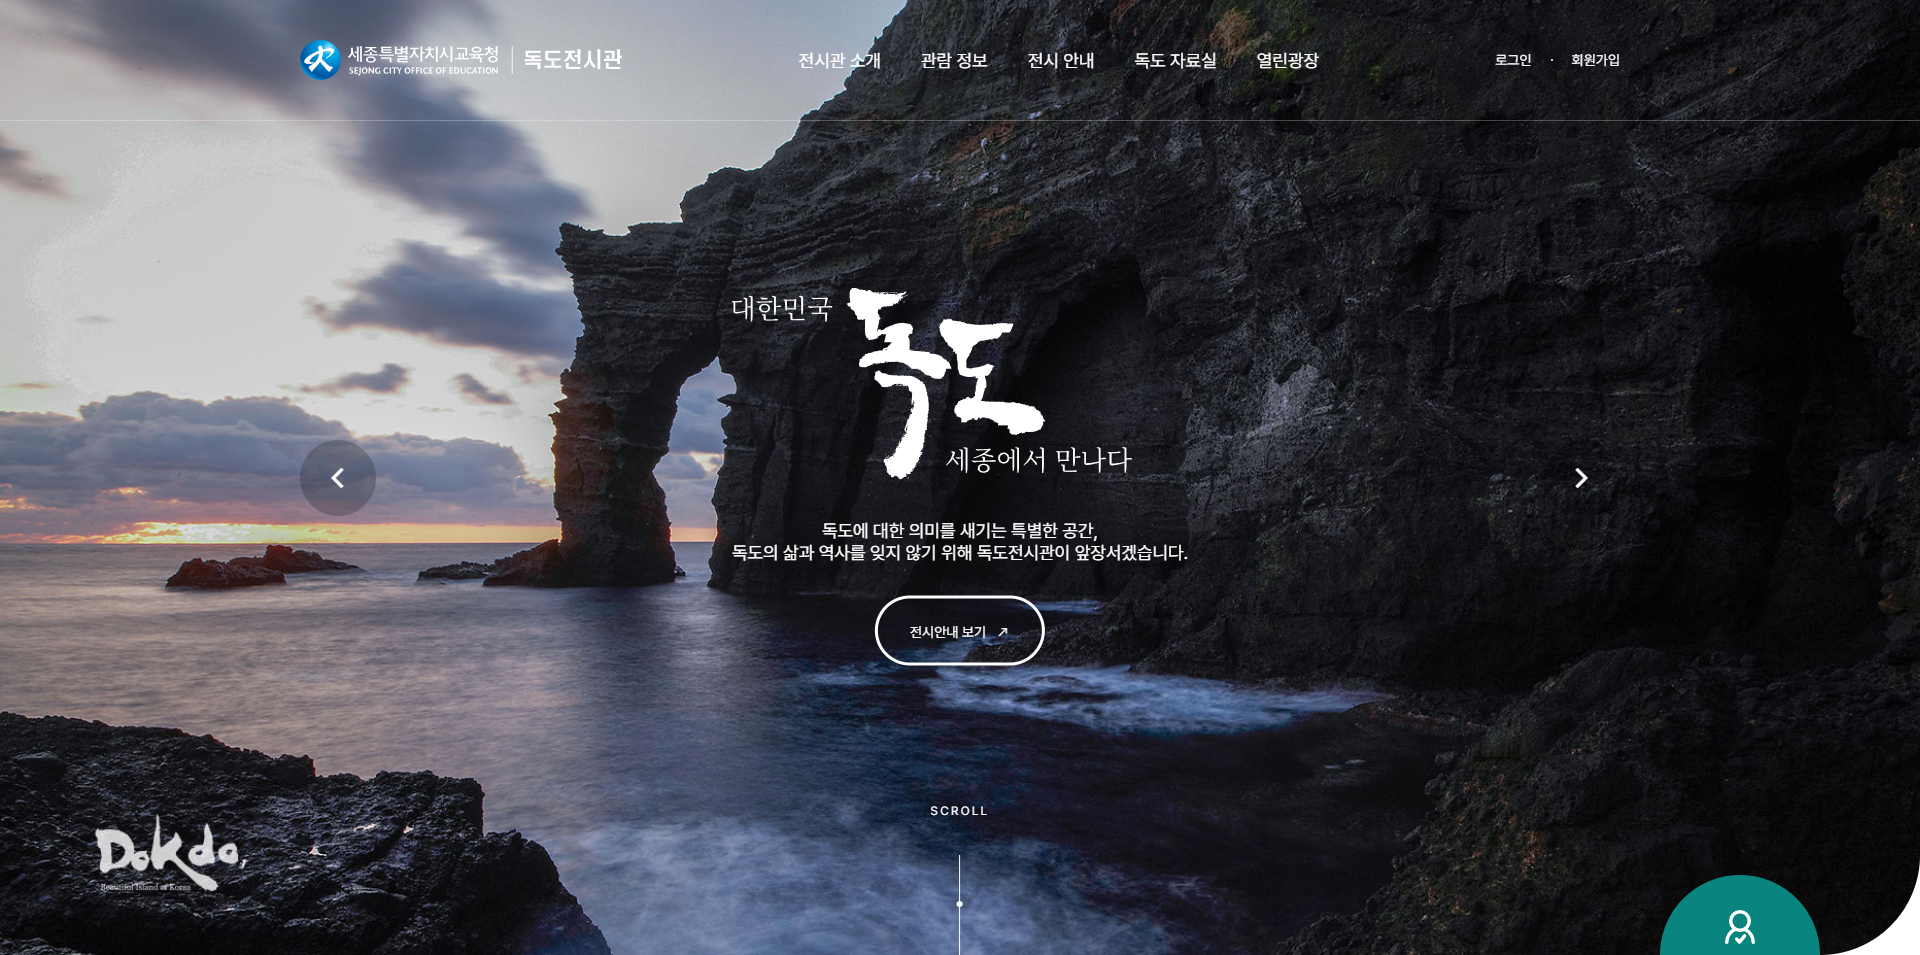 세종특별자치시교육청
SEJONG CITY OFFICE OF EDUCATION
독도전시관
전시관 소개
관람 정보
전시 안내
독도 자료실
열린광장
로그인 · 회원가입
대한민국
독도
세종에서 만나다
독도에 대한 의미를 새기는 특별한 공간,
독도의 삶과 역사를 잊지 않기 위해 독도전시관이 앞장서겠습니다.
전시안내 보기
SCROLL
Dokdo,
Beautiful Island of Korea